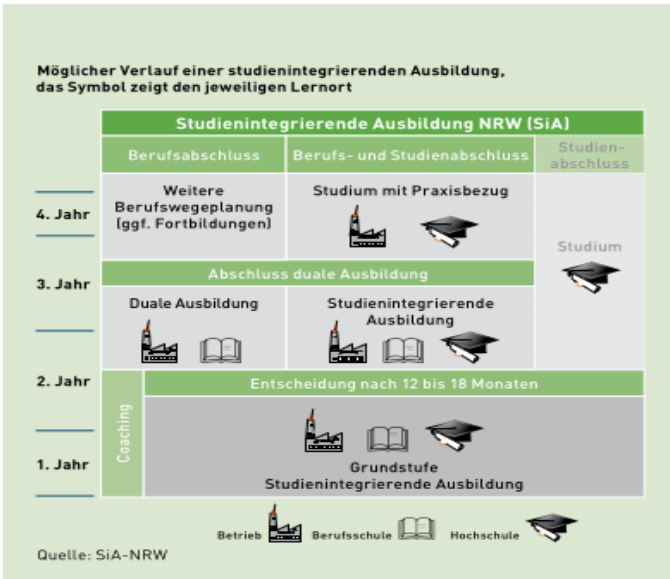 Möglicher Verlauf einer studienintegrierenden Ausbildung,
das Symbol zeigt den jeweiligen Lernort
Studienintegrierende Ausbildung NRW (SiA)
Berufsabschluss
Berufs- und Studienabschluss
Studien-
abschluss
4. Jahr
Weitere
Berufswegeplanung
(ggf. Fortbildungen)
Studium mit Praxisbezug
Studium
3. Jahr
Abschluss duale Ausbildung
Duale Ausbildung
Studienintegrierende
Ausbildung
2. Jahr
Entscheidung nach 12 bis 18 Monaten
Coaching
1. Jahr
Grundstufe
Studienintegrierende Ausbildung
Betrieb
Berufsschule
Hochschule
Quelle: SiA-NRW